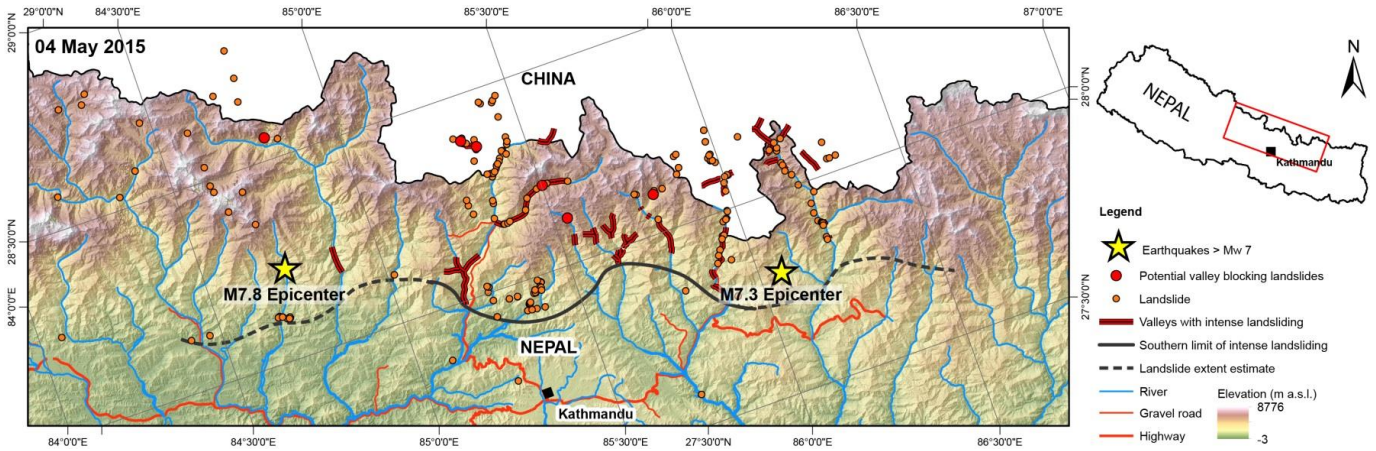 29°0'0"N
84°30'0"E
85°0'0"E
85°30'0"E
86°0'0"E
86°30'0"E
87°0'0"E
29°0'0"N
04 May 2015
CHINA
N
28°0'0"N
NEPAL
Kathmandu
Legend
28°30'0"N
Earthquakes > Mw 7
M7.8 Epicenter
M7.3 Epicenter
Potential valley blocking landslides
27°30'0"N
84°0'0"E
Landslide
Valleys with intense landsliding
NEPAL
Southern limit of intense landsliding
Landslide extent estimate
River
Elevation (m a.s.l.)
8776
Gravel road
Kathmandu
Highway
-3
84°0'0"E
84°30'0"E
85°0'0"E
85°30'0"E
27°30'0"E
86°0'0"E
86°30'0"E